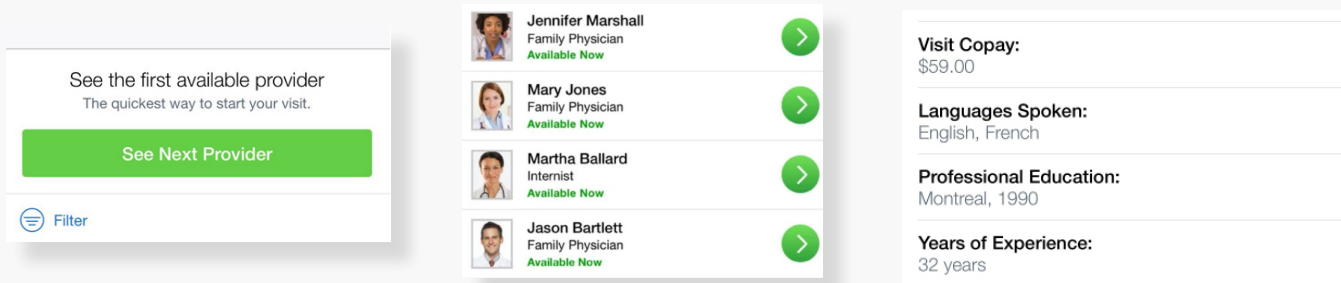 See the first available provider
The quickest way to start your visit.
See Next Provider
Filter
Jennifer Marshall
Family Physician
Available Now
Mary Jones
Family Physician
Available Now
Martha Ballard
Internist
Available Now
Jason Bartlett
Family Physician
Available Now
Visit Copay:
$59.00
Languages Spoken:
English, French
Professional Education:
Montreal, 1990
Years of Experience:
32 years